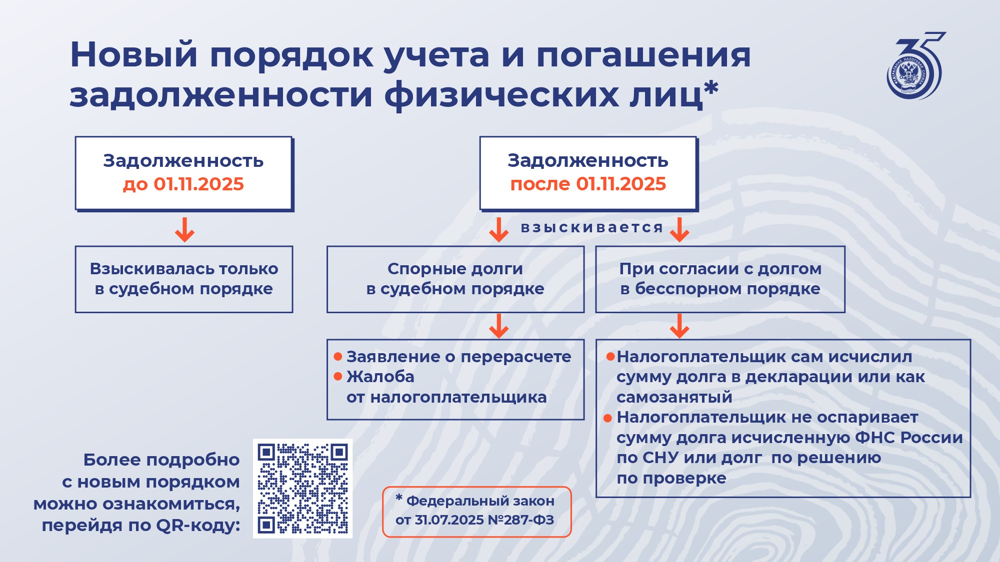 Новый порядок учета и погашения
задолженности физических лиц*
ФЕДЕРАЛЬНАЯ НАЛОГОВАЯ СЛУЖБА
Задолженность
до 01.11.2025
Задолженность
после 01.11.2025
взыскивается
Взыскивалась только
в судебном порядке
Спорные долги
в судебном порядке
При согласии с долгом
в бесспорном порядке
Заявление о перерасчете
Жалоба
от налогоплательщика
Налогоплательщик сам исчислил
сумму долга в декларации или как
самозанятый
Налогоплательщик не оспаривает
сумму долга исчисленную ФНС России
по СНУ или долг по решению
по проверке
Более подробно
с новым порядком
можно ознакомиться,
перейдя по QR-коду:
* Федеральный закон
от 31.07.2025 №287-ФЗ